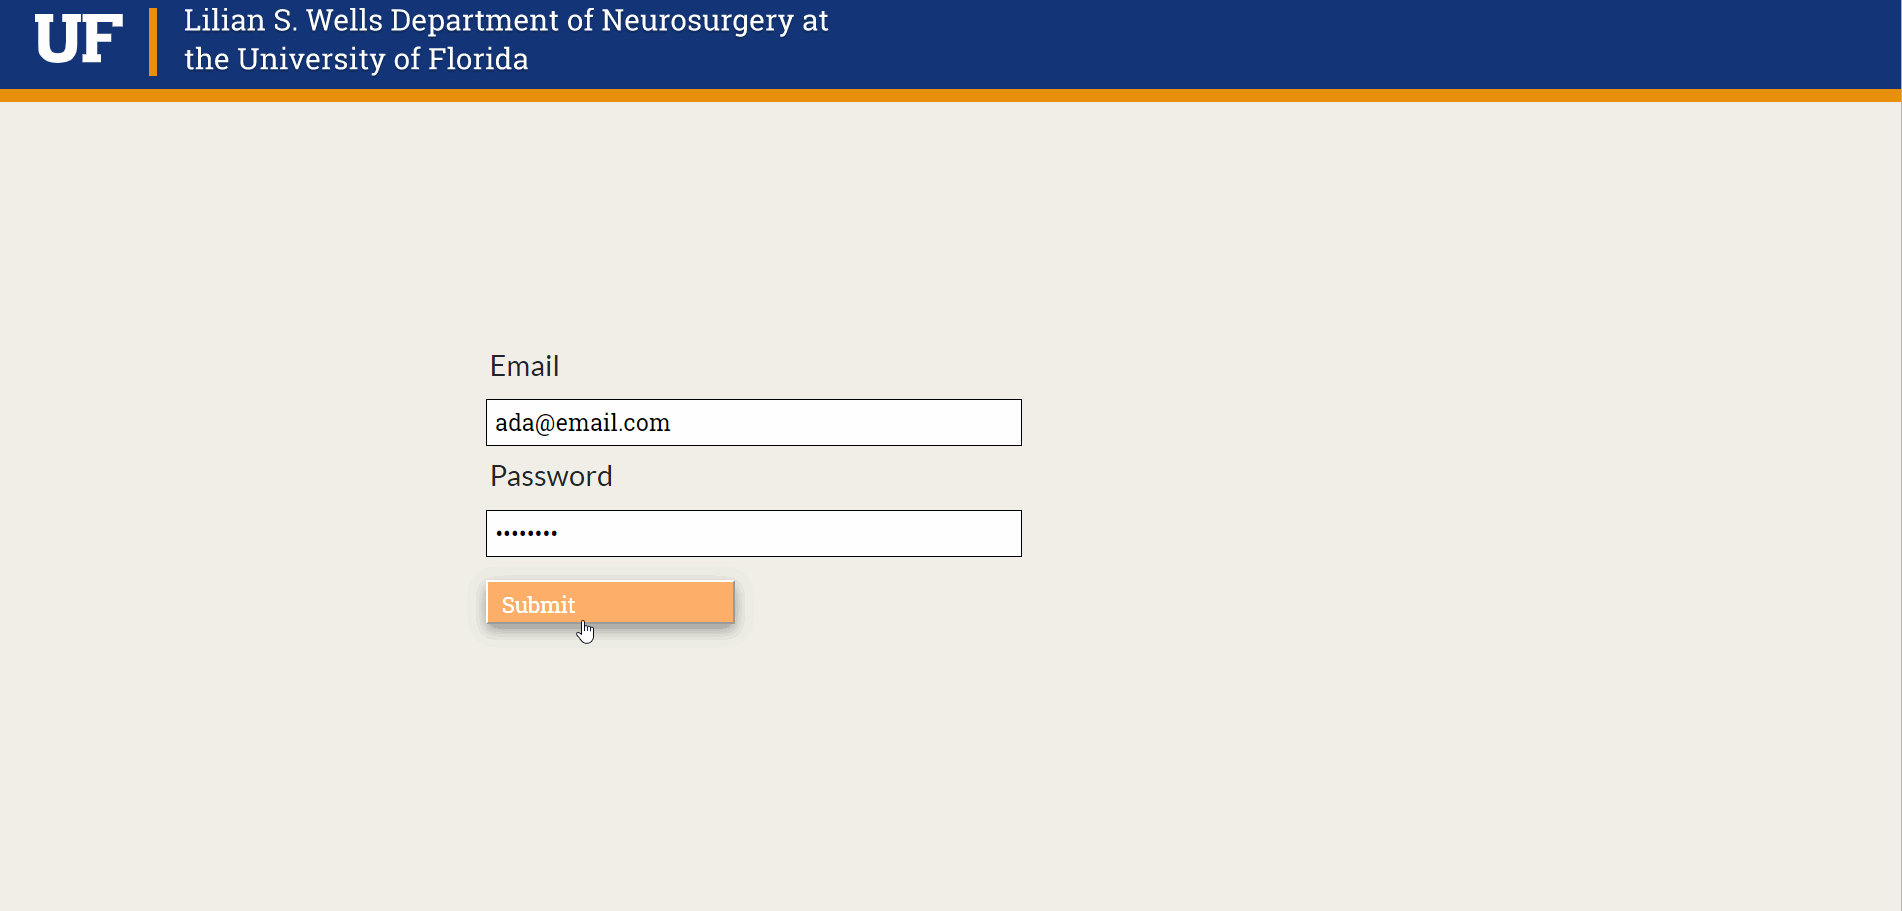 UF
Lilian S. Wells Department of Neurosurgery at
the University of Florida
Email
ada@email.com
Password
••••••••
Submit